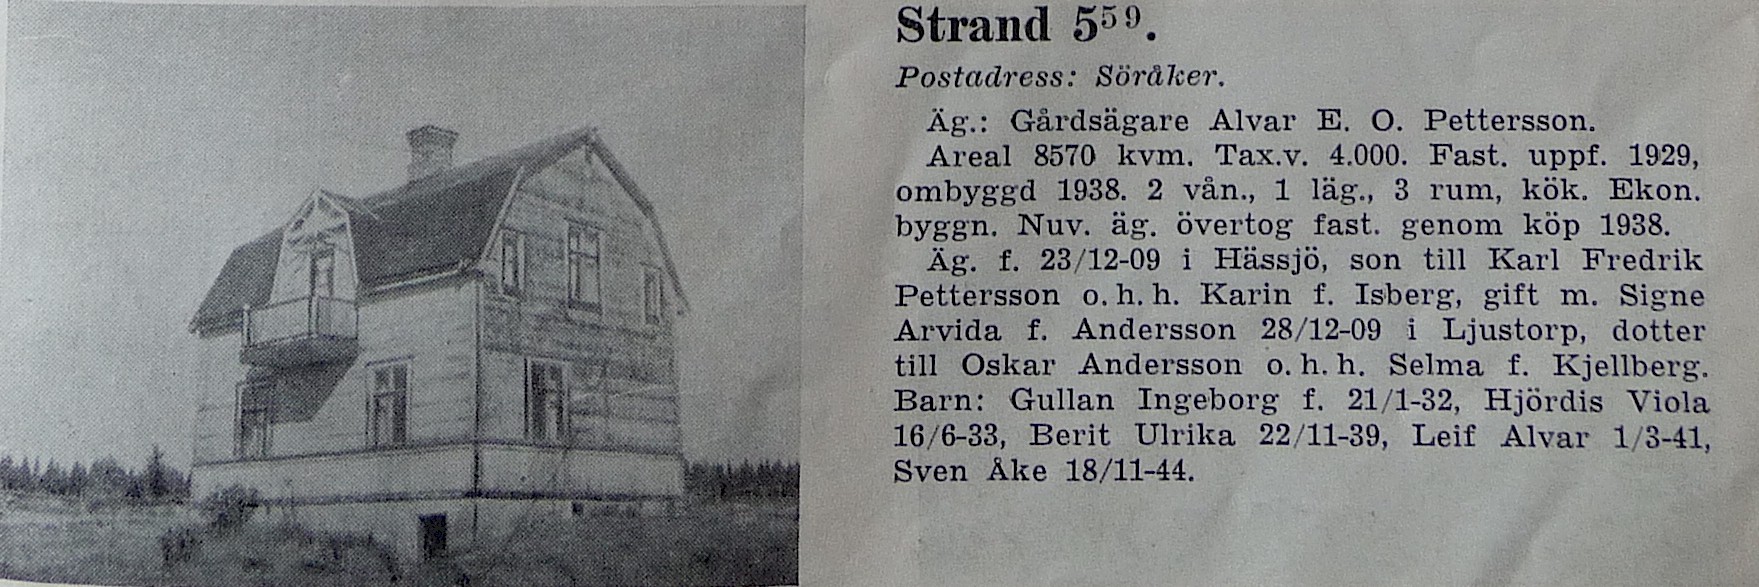 Strand 5⁵⁹.
Postadress: Söråker.
Äg.: Gårdsägare Alvar E. O. Pettersson.
Areal 8570 kvm. Tax.v. 4.000. Fast. uppf. 1929,
ombyggd 1938. 2 vån., 1 läg., 3 rum, kök. Ekon.
byggn. Nuv. äg. övertog fast. genom köp 1938.
Äg. f. 23/12-09 i Hässjö, son till Karl Fredrik
Pettersson o. h. h. Karin f. Isberg, gift m. Signe
Arvida f. Andersson 28/12-09 i Ljustorp, dotter
till Oskar Andersson o. h. h. Selma f. Kjellberg.
Barn: Gullan Ingeborg f. 21/1-32, Hjördis Viola
16/6-33, Berit Ulrika 22/11-39, Leif Alvar 1/3-41,
Sven Åke 18/11-44.